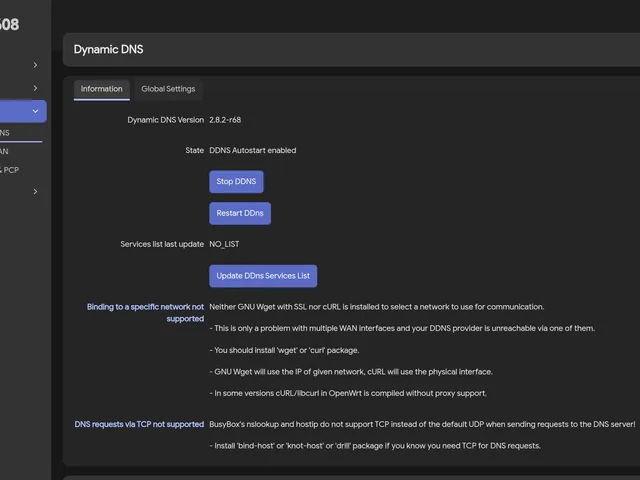 608
Dynamic DNS
Information
Global Settings
NS
AN
& PCP
Dynamic DNS Version 2.8.2-r68
State DDNS Autostart enabled
Stop DDNS
Restart DDns
Services list last update NO_LIST
Update DDns Services List
Binding to a specific network not supported
Neither GNU Wget with SSL nor cURL is installed to select a network to use for communication.
- This is only a problem with multiple WAN interfaces and your DDNS provider is unreachable via one of them.
- You should install 'wget' or 'curl' package.
- GNU Wget will use the IP of given network, cURL will use the physical interface.
- In some versions cURL/libcurl in OpenWrt is compiled without proxy support.
DNS requests via TCP not supported
BusyBox's nslookup and hostip do not support TCP instead of the default UDP when sending requests to the DNS server!
- Install 'bind-host' or 'knot-host' or 'drill' package if you know you need TCP for DNS requests.